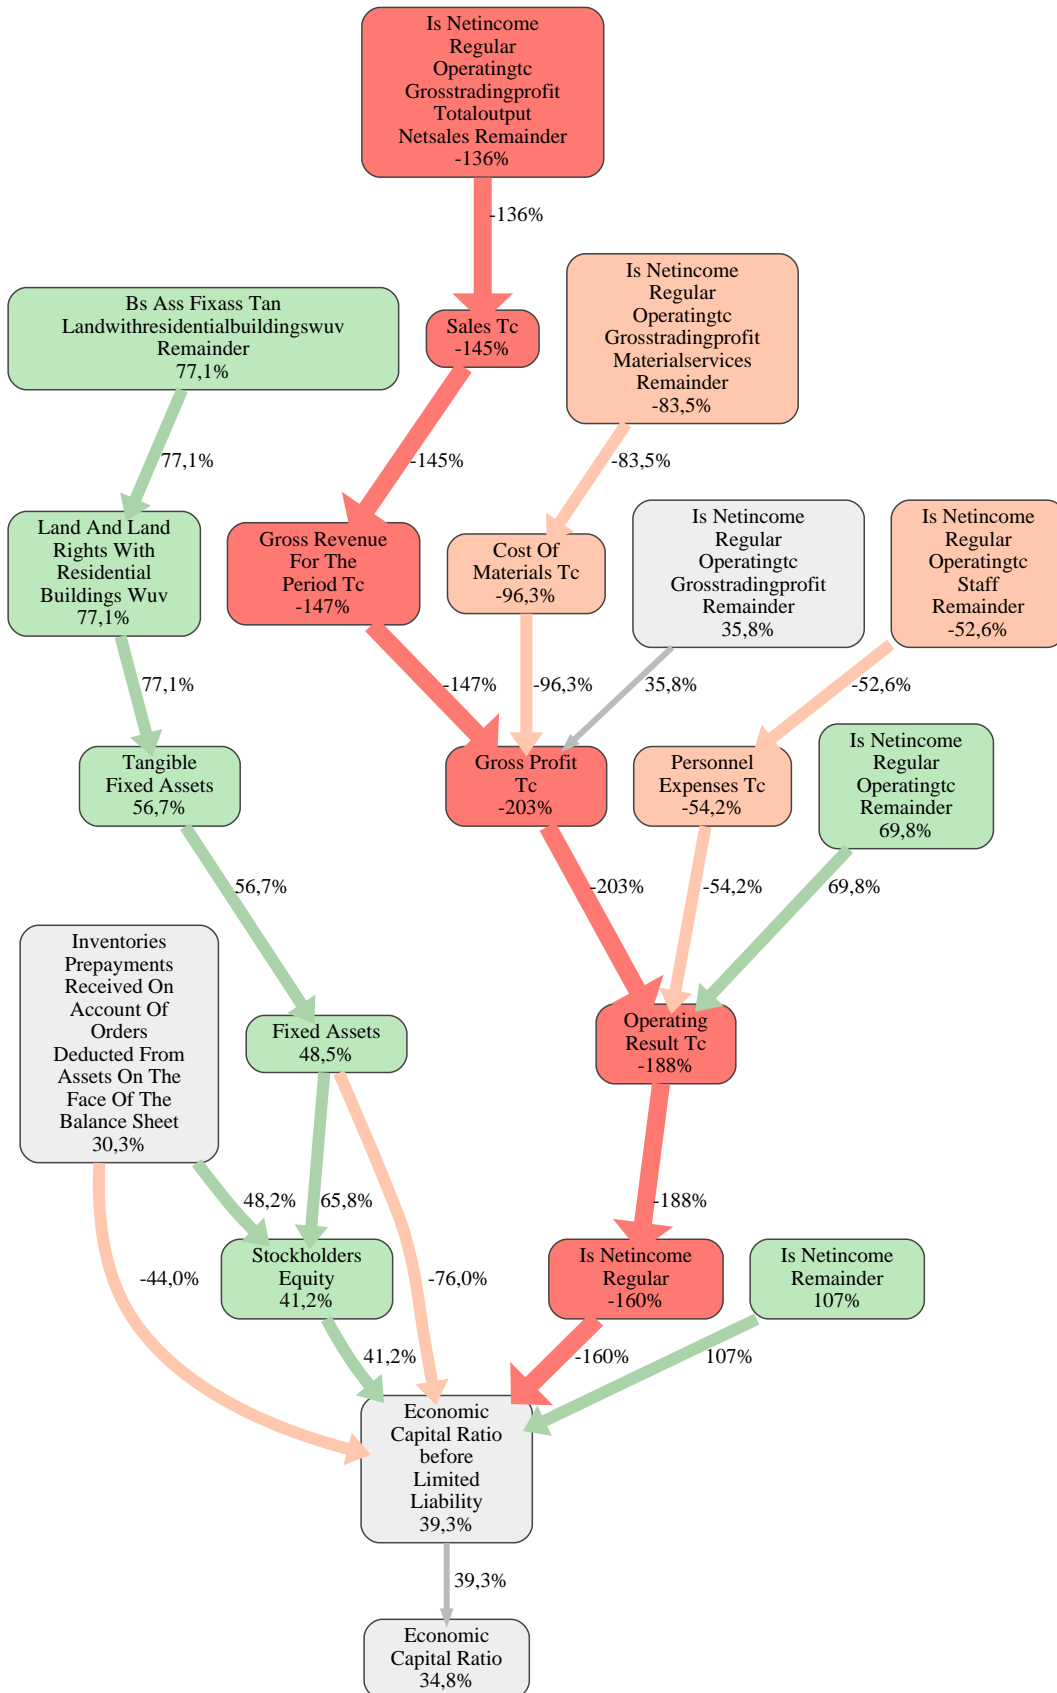 Is Netincome
Regular
Operatingtc
Grosstradingprofit
Totaloutput
Netsales Remainder
-136%
-136%
Bs Ass Fixass Tan
Landwithresidentialbuildingswuv
Remainder
77,1%
Sales Tc
-145%
Is Netincome
Regular
Operatingtc
Grosstradingprofit
Materialservices
Remainder
-83,5%
77,1%
-145%
-83,5%
Land And Land
Rights With
Residential
Buildings Wuv
77,1%
Gross Revenue
For The
Period Tc
-147%
Cost Of
Materials Tc
-96,3%
Is Netincome
Regular
Operatingtc
Grosstradingprofit
Remainder
35,8%
Is Netincome
Regular
Operatingtc
Staff
Remainder
-52,6%
77,1%
-147%
-96,3%
35,8%
-52,6%
Tangible
Fixed Assets
56,7%
Gross Profit
Tc
-203%
Personnel
Expenses Tc
-54,2%
Is Netincome
Regular
Operatingtc
Remainder
69,8%
56,7%
-203%
-54,2%
69,8%
Inventories
Prepayments
Received On
Account Of
Orders
Deducted From
Assets On The
Face Of The
Balance Sheet
30,3%
Fixed Assets
48,5%
Operating
Result Tc
-188%
48,2%
65,8%
-188%
-44,0%
Stockholders
Equity
41,2%
-76,0%
Is Netincome
Regular
-160%
Is Netincome
Remainder
107%
41,2%
-160%
107%
Economic
Capital Ratio
before
Limited
Liability
39,3%
39,3%
Economic
Capital Ratio
34,8%